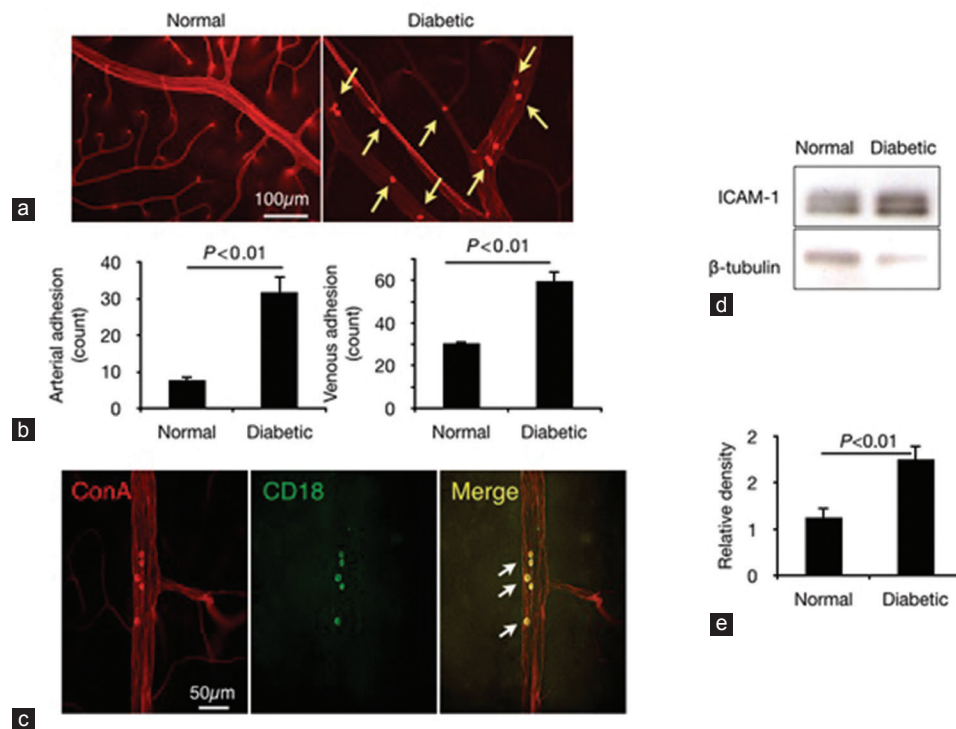 Normal Diabetic
100µm
a
P<0.01 P<0.01
Arterial adhesion
(count)
40
30
20
10
0
Normal Diabetic
Venous adhesion
(count)
60
40
20
0
Normal Diabetic
b
ConA CD18 Merge
50µm
c
Normal Diabetic
ICAM-1
β-tubulin
d
P<0.01
Relative density
2
2
1
0
Normal Diabetic
e